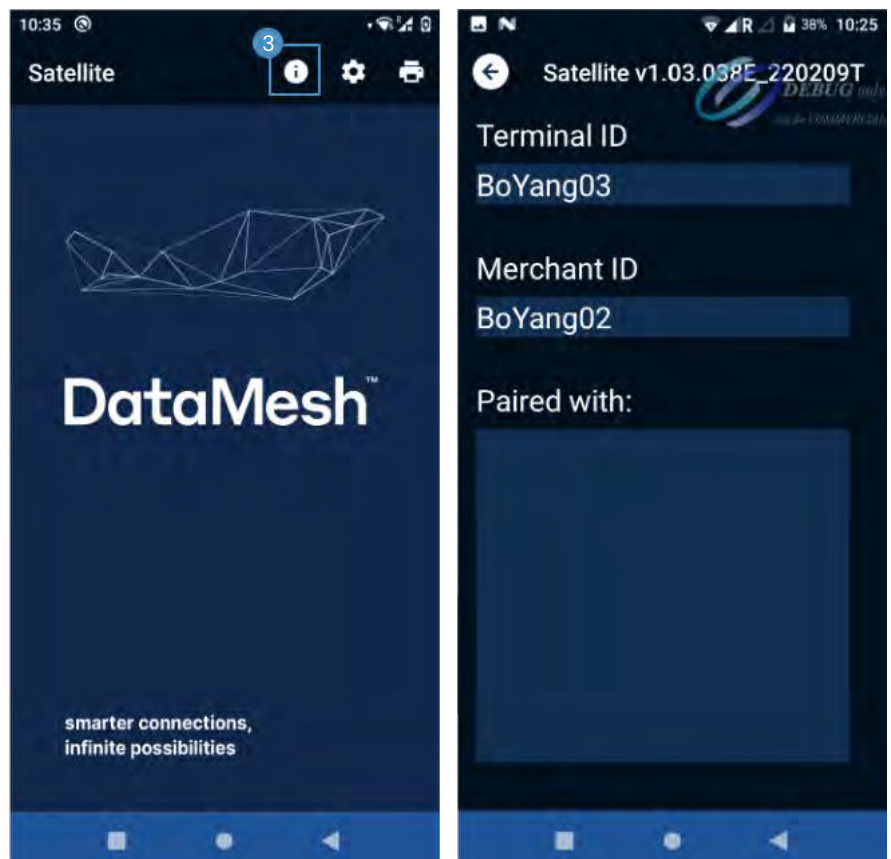 10:35
3
Satellite
DataMesh™
smarter connections,
infinite possibilities
R 38% 10:25
Satellite v1.03.038E_220209T
DEBUG only
Terminal ID
BoYang03
Merchant ID
BoYang02
Paired with: